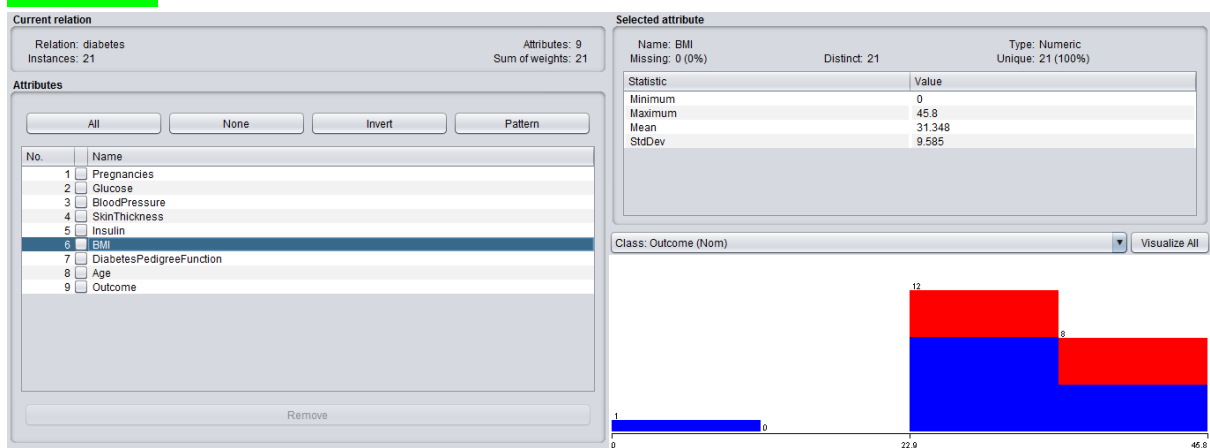 Current relation
Relation: diabetes Attributes: 9
Instances: 21 Sum of weights: 21
Attributes
All None Invert Pattern
No. Name
1 Pregnancies
2 Glucose
3 BloodPressure
4 SkinThickness
5 Insulin
6 BMI
7 DiabetesPedigreeFunction
8 Age
9 Outcome
Remove
Selected attribute
Name: BMI Type: Numeric
Missing: 0 (0%) Distinct: 21 Unique: 21 (100%)
Statistic Value
Minimum 0
Maximum 45.8
Mean 31.348
StdDev 9.585
Class: Outcome (Nom) Visualize All
12
8
1
0
0 22.9 45.8